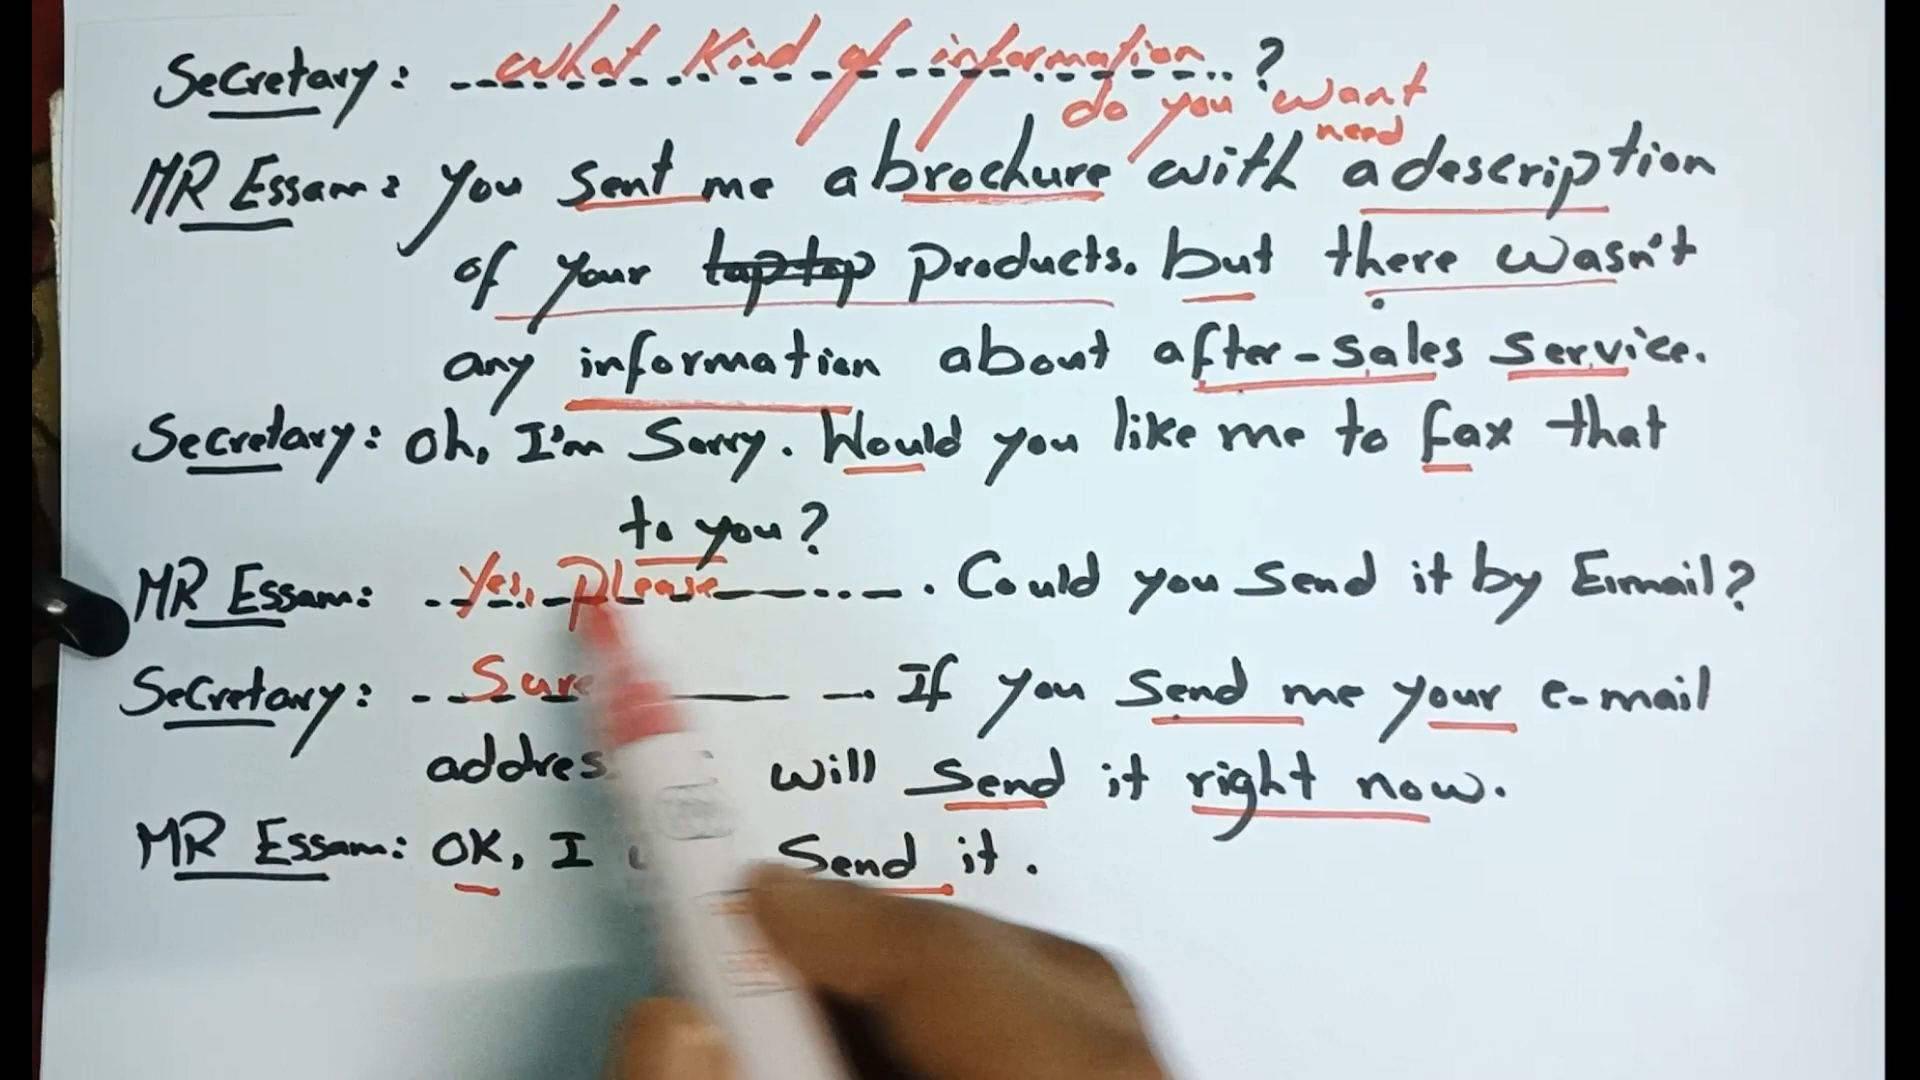 Secretary: What Kind of information ?
do you want
need
MR Essam: you sent me a brochure with a description
of your laptop products. but there wasn't
any information about after-sales service.
Secretary: oh, I'm Sorry. Would you like me to fax that
to you?
MR Essam: Yes, Please . Could you Send it by Email?
Secretary: Sure . If you Send me your e-mail
will Send it right now.
MR Essam: OK, I Send it.